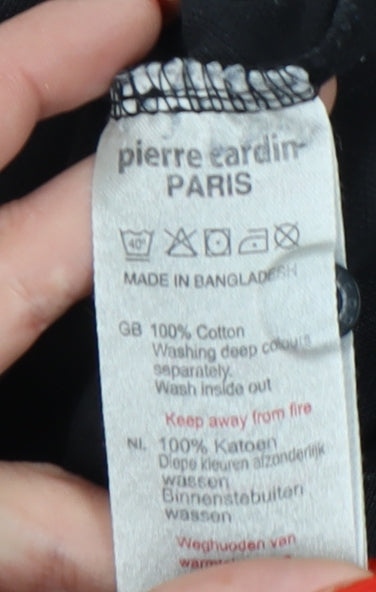 pierre cardin
PARIS
40°
MADE IN BANGLADESH
GB 100% Cotton
Washing deep colours
separately.
Wash inside out
Keep away from fire
NL 100% Katoen
Diepe kleuren afzonderlijk
wassen
Binnenstebuiten
wassen
Weghuoden van